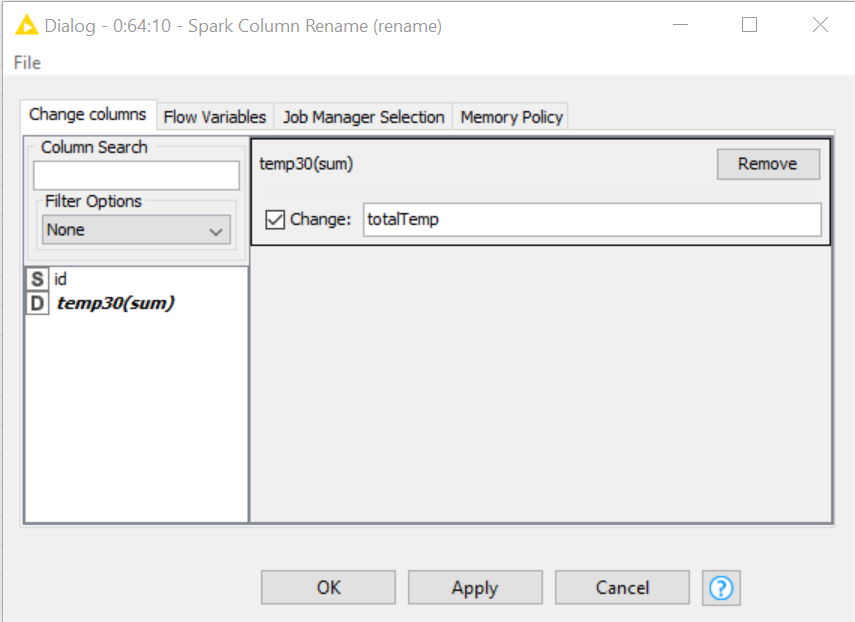 Dialog - 0:64:10 - Spark Column Rename (rename)
File
Change columns Flow Variables Job Manager Selection Memory Policy
Column Search
Filter Options
None
S id
D temp30(sum)
temp30(sum) Remove
Change: totalTemp
OK Apply Cancel ?